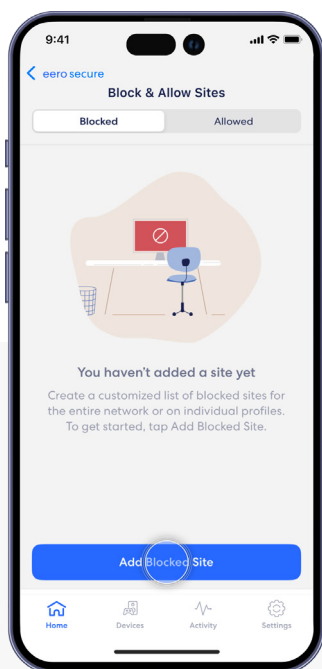 9:41
eero secure
Block & Allow Sites
Blocked
Allowed
You haven't added a site yet
Create a customized list of blocked sites for
the entire network or on individual profiles.
To get started, tap Add Blocked Site.
Add Blocked Site
Home
Devices
Activity
Settings